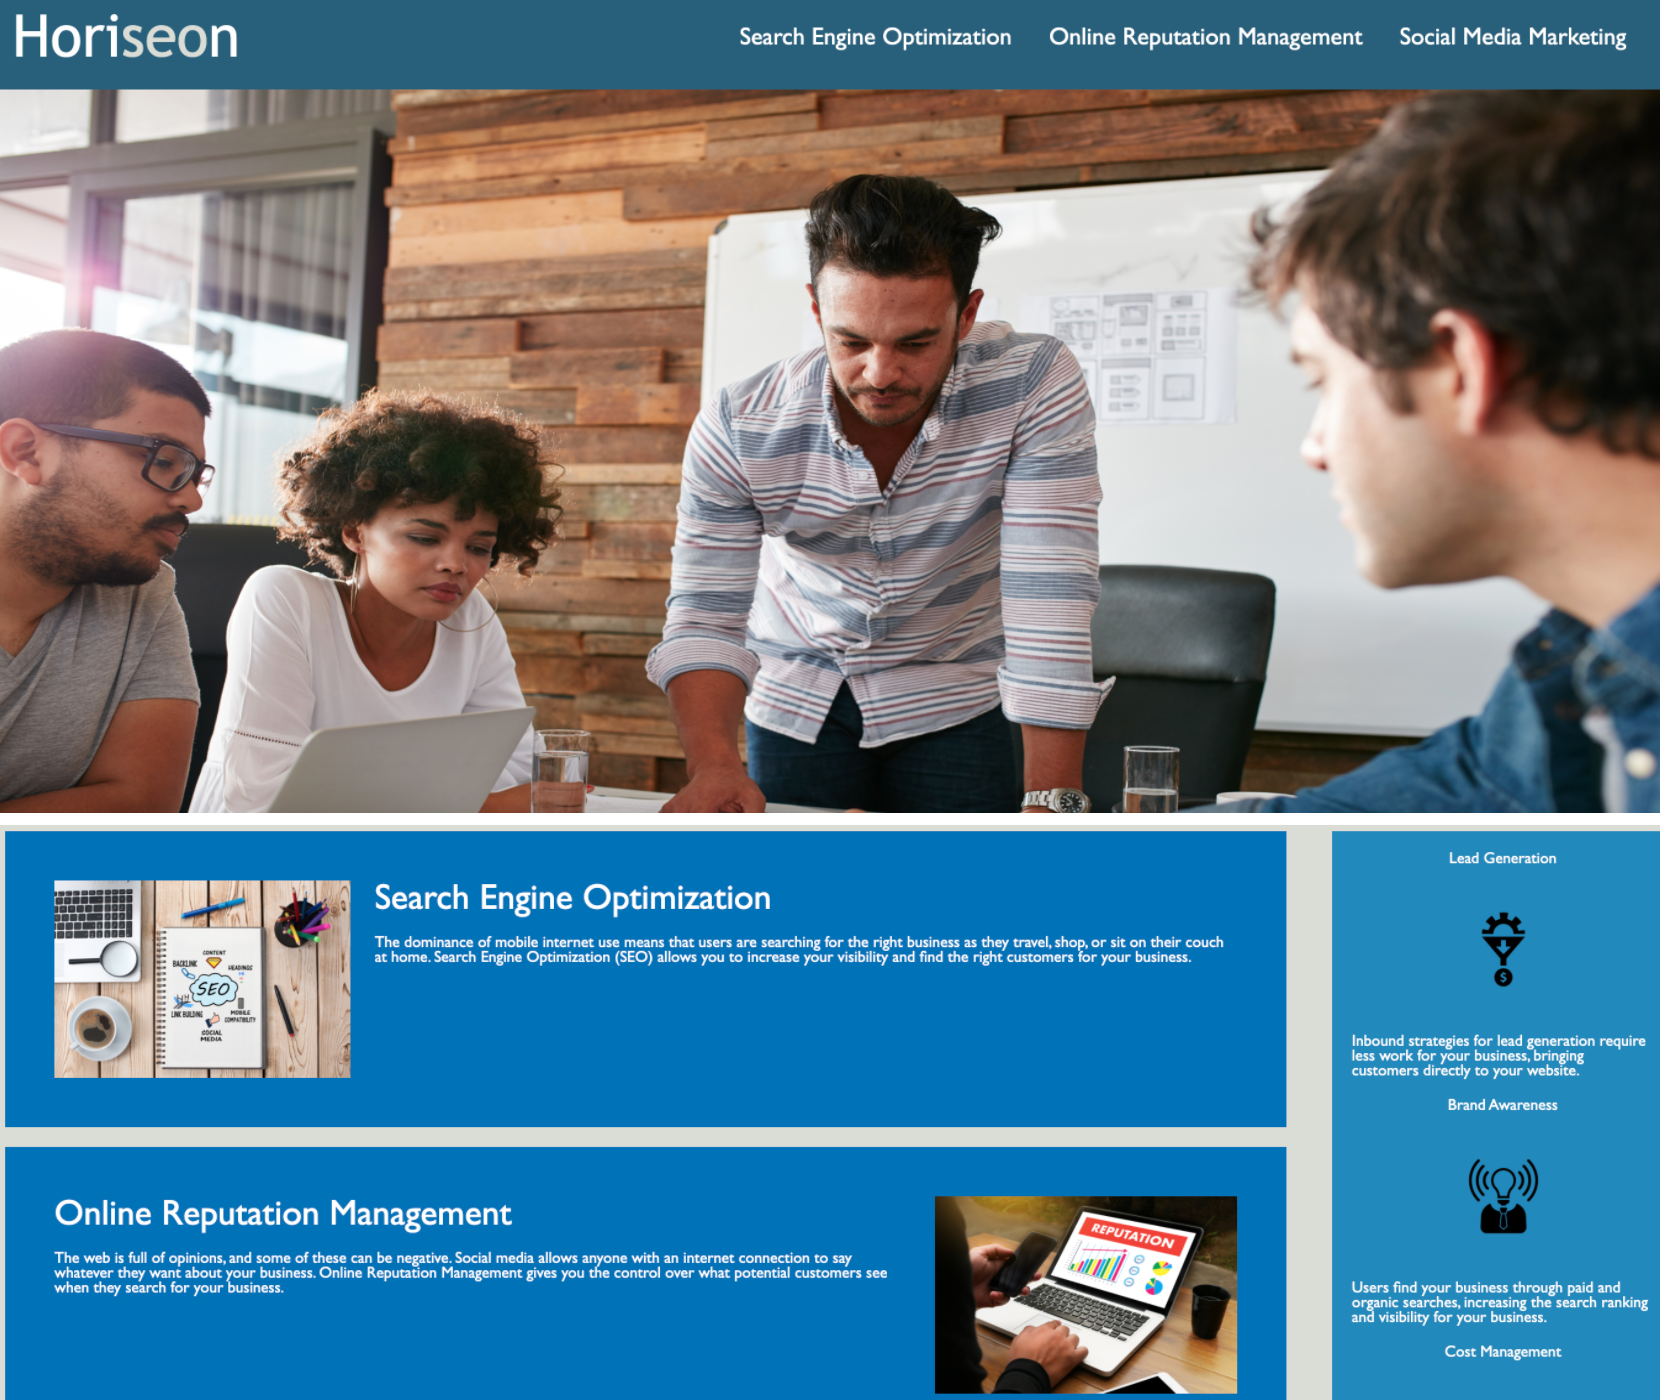 Horiseon
Search Engine Optimization
Online Reputation Management
Social Media Marketing
Search Engine Optimization
The dominance of mobile internet use means that users are searching for the right business as they travel, shop, or sit on their couch
at home. Search Engine Optimization (SEO) allows you to increase your visibility and find the right customers for your business.
CONTENT
BACKLINK
HEADINGS
SEO
LINK BUILDING
MOBILE
COMPATIBILITY
SOCIAL
MEDIA
Online Reputation Management
The web is full of opinions, and some of these can be negative. Social media allows anyone with an internet connection to say
whatever they want about your business. Online Reputation Management gives you the control over what potential customers see
when they search for your business.
REPUTATION
Lead Generation
$
Inbound strategies for lead generation require
less work for your business, bringing
customers directly to your website.
Brand Awareness
Users find your business through paid and
organic searches, increasing the search ranking
and visibility for your business.
Cost Management